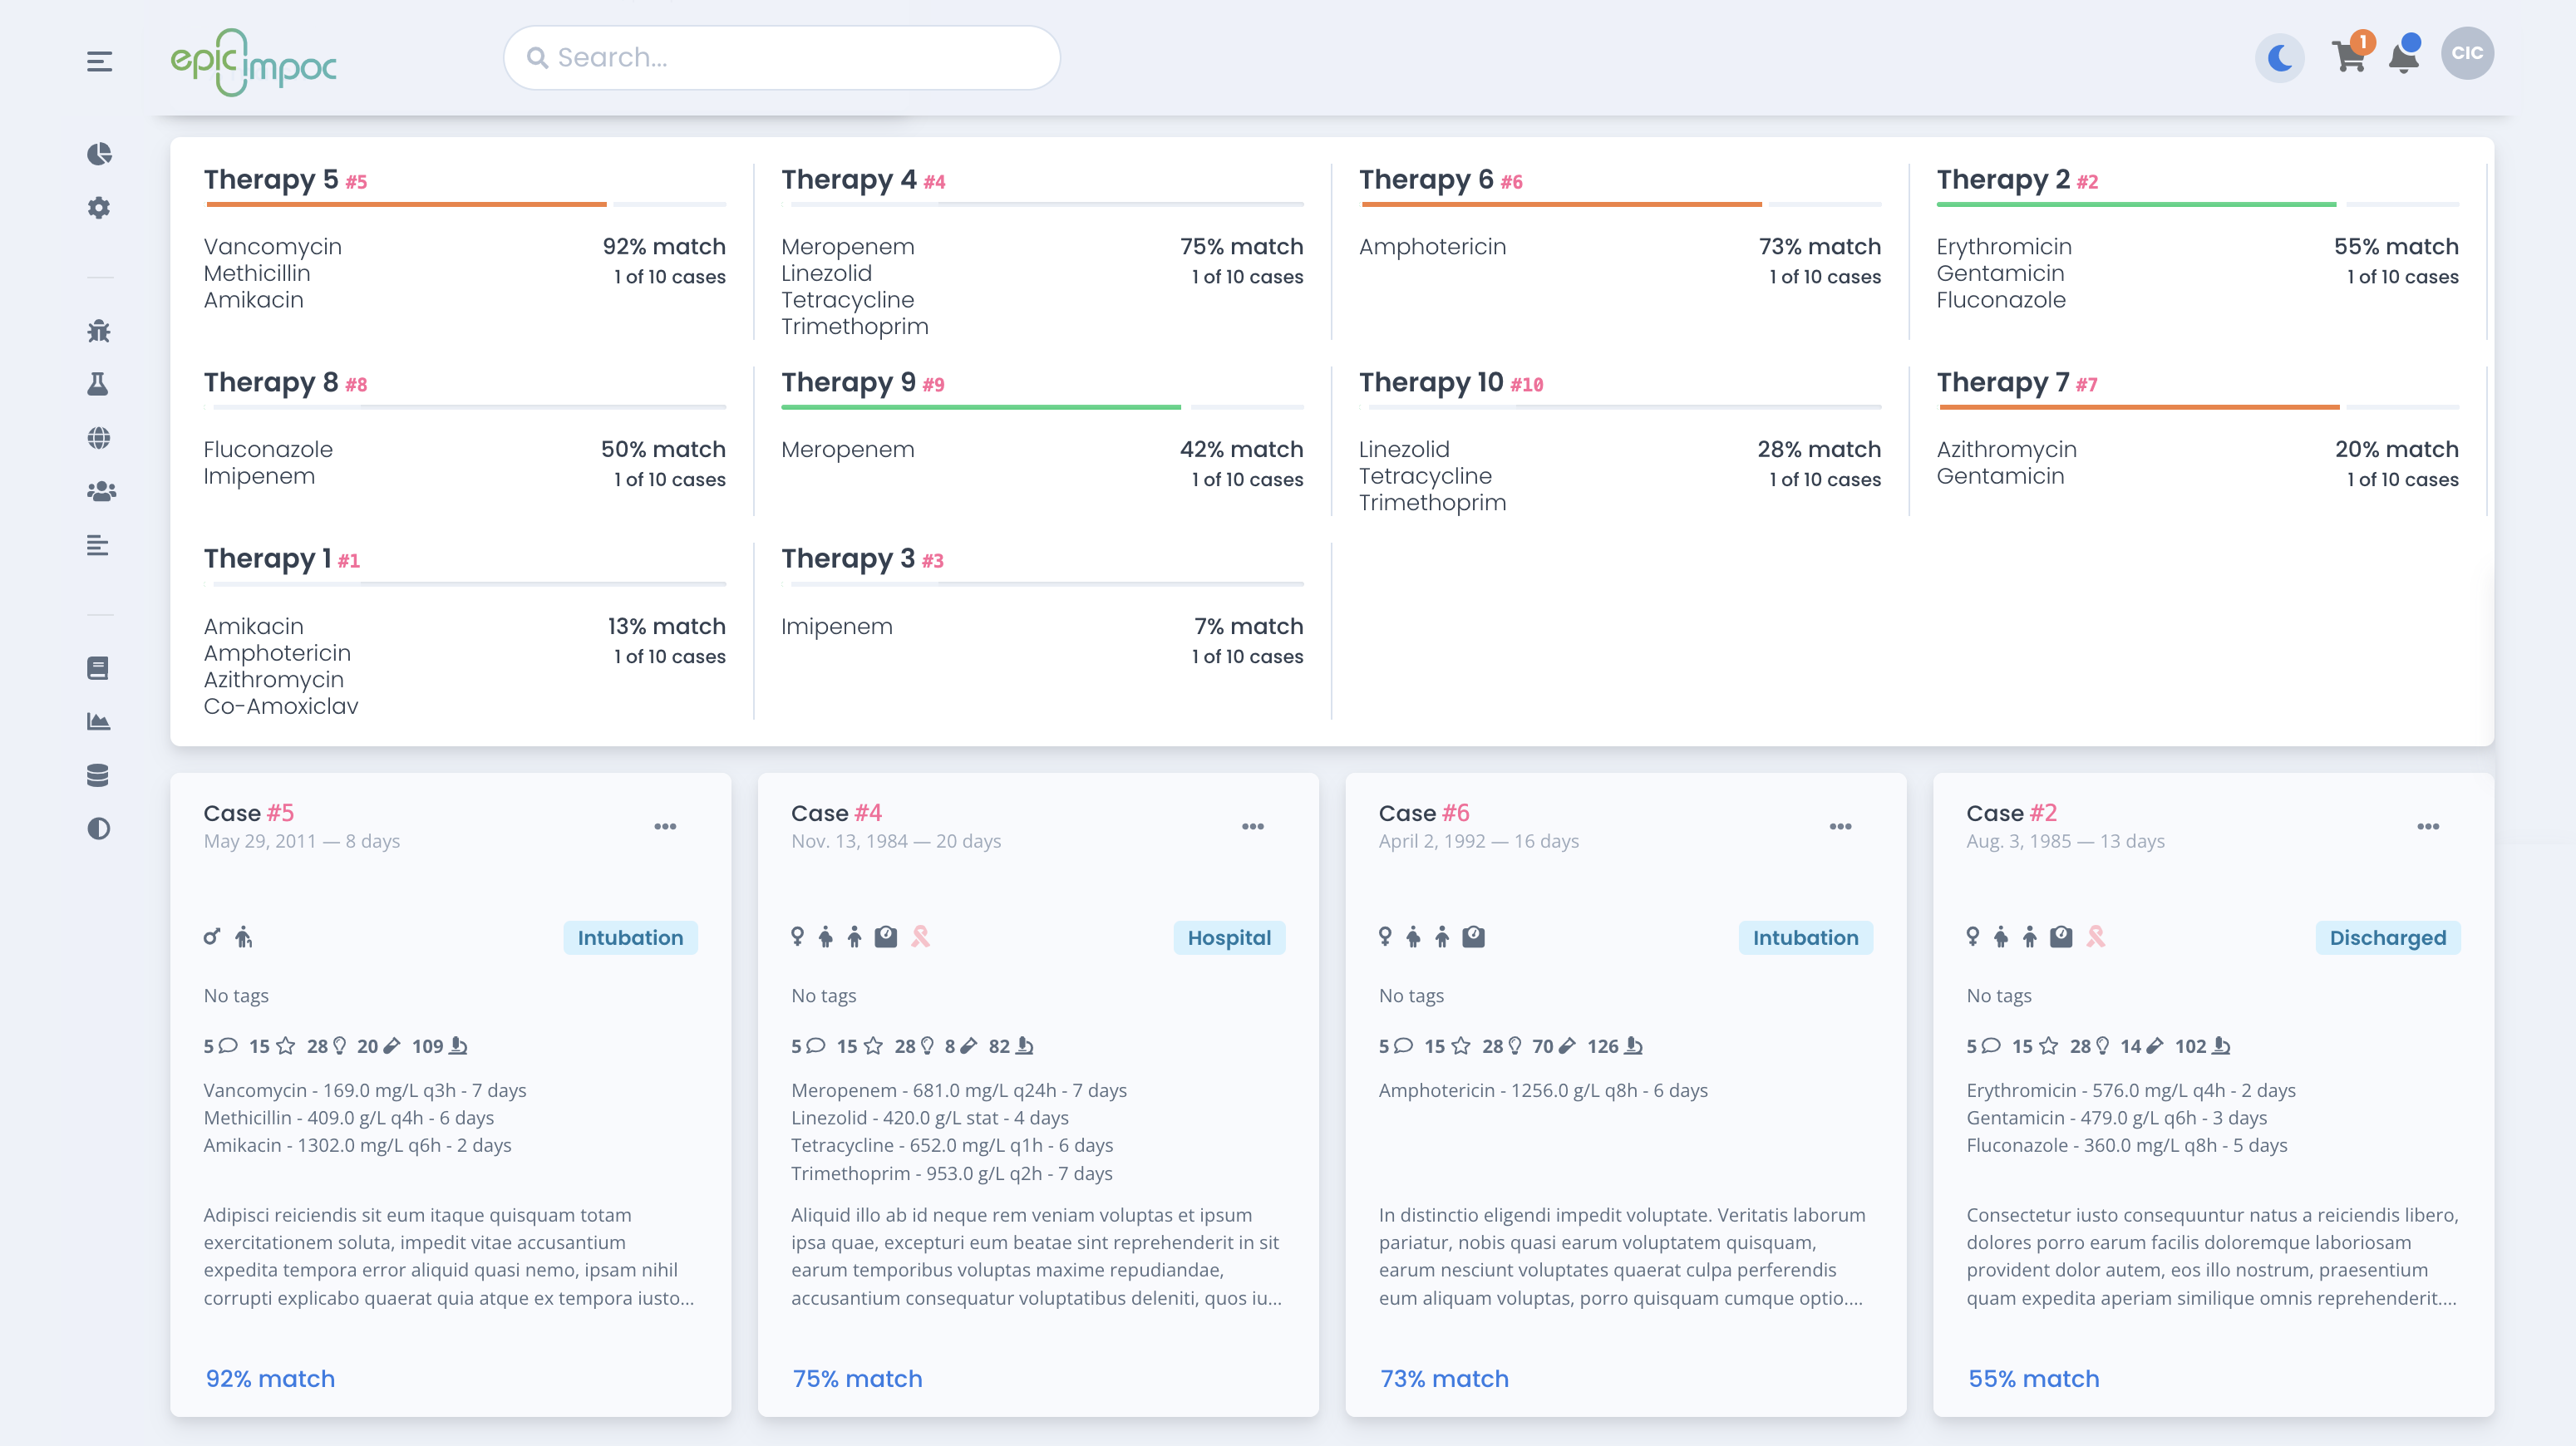 epicimpoc
Search...
1
CIC
Therapy 5 #5
Vancomycin
Methicillin
Amikacin
92% match
1 of 10 cases
Therapy 4 #4
Meropenem
Linezolid
Tetracycline
Trimethoprim
75% match
1 of 10 cases
Therapy 6 #6
Amphotericin
73% match
1 of 10 cases
Therapy 2 #2
Erythromicin
Gentamicin
Fluconazole
55% match
1 of 10 cases
Therapy 8 #8
Fluconazole
Imipenem
50% match
1 of 10 cases
Therapy 9 #9
Meropenem
42% match
1 of 10 cases
Therapy 10 #10
Linezolid
Tetracycline
Trimethoprim
28% match
1 of 10 cases
Therapy 7 #7
Azithromycin
Gentamicin
20% match
1 of 10 cases
Therapy 1 #1
Amikacin
Amphotericin
Azithromycin
Co-Amoxiclav
13% match
1 of 10 cases
Therapy 3 #3
Imipenem
7% match
1 of 10 cases
Case #5
May 29, 2011 — 8 days
Intubation
No tags
5 15 28 20 109
Vancomycin - 169.0 mg/L q3h - 7 days
Methicillin - 409.0 g/L q4h - 6 days
Amikacin - 1302.0 mg/L q6h - 2 days
Adipisci reiciendis sit eum itaque quisquam totam
exercitationem soluta, impedit vitae accusantium
expedita tempora error aliquid quasi nemo, ipsam nihil
corrupti explicabo quaerat quia atque ex tempora iusto...
92% match
Case #4
Nov. 13, 1984 — 20 days
Hospital
No tags
5 15 28 8 82
Meropenem - 681.0 mg/L q24h - 7 days
Linezolid - 420.0 g/L stat - 4 days
Tetracycline - 652.0 mg/L q1h - 6 days
Trimethoprim - 953.0 g/L q2h - 7 days
Aliquid illo ab id neque rem veniam voluptas et ipsum
ipsa quae, excepturi eum beatae sint reprehenderit in sit
earum temporibus voluptas maxime repudiandae,
accusantium consequatur voluptatibus deleniti, quos iu...
75% match
Case #6
April 2, 1992 — 16 days
Intubation
No tags
5 15 28 70 126
Amphotericin - 1256.0 g/L q8h - 6 days
In distinctio eligendi impedit voluptate. Veritatis laborum
pariatur, nobis quasi earum voluptatem quisquam,
earum nesciunt voluptates quaerat culpa perferendis
eum aliquam voluptas, porro quisquam cumque optio....
73% match
Case #2
Aug. 3, 1985 — 13 days
Discharged
No tags
5 15 28 14 102
Erythromicin - 576.0 mg/L q4h - 2 days
Gentamicin - 479.0 g/L q6h - 3 days
Fluconazole - 360.0 mg/L q8h - 5 days
Consectetur iusto consequuntur natus a reiciendis libero,
dolores porro earum facilis doloremque laboriosam
provident dolor autem, eos illo nostrum, praesentium
quam expedita aperiam similique omnis reprehenderit....
55% match